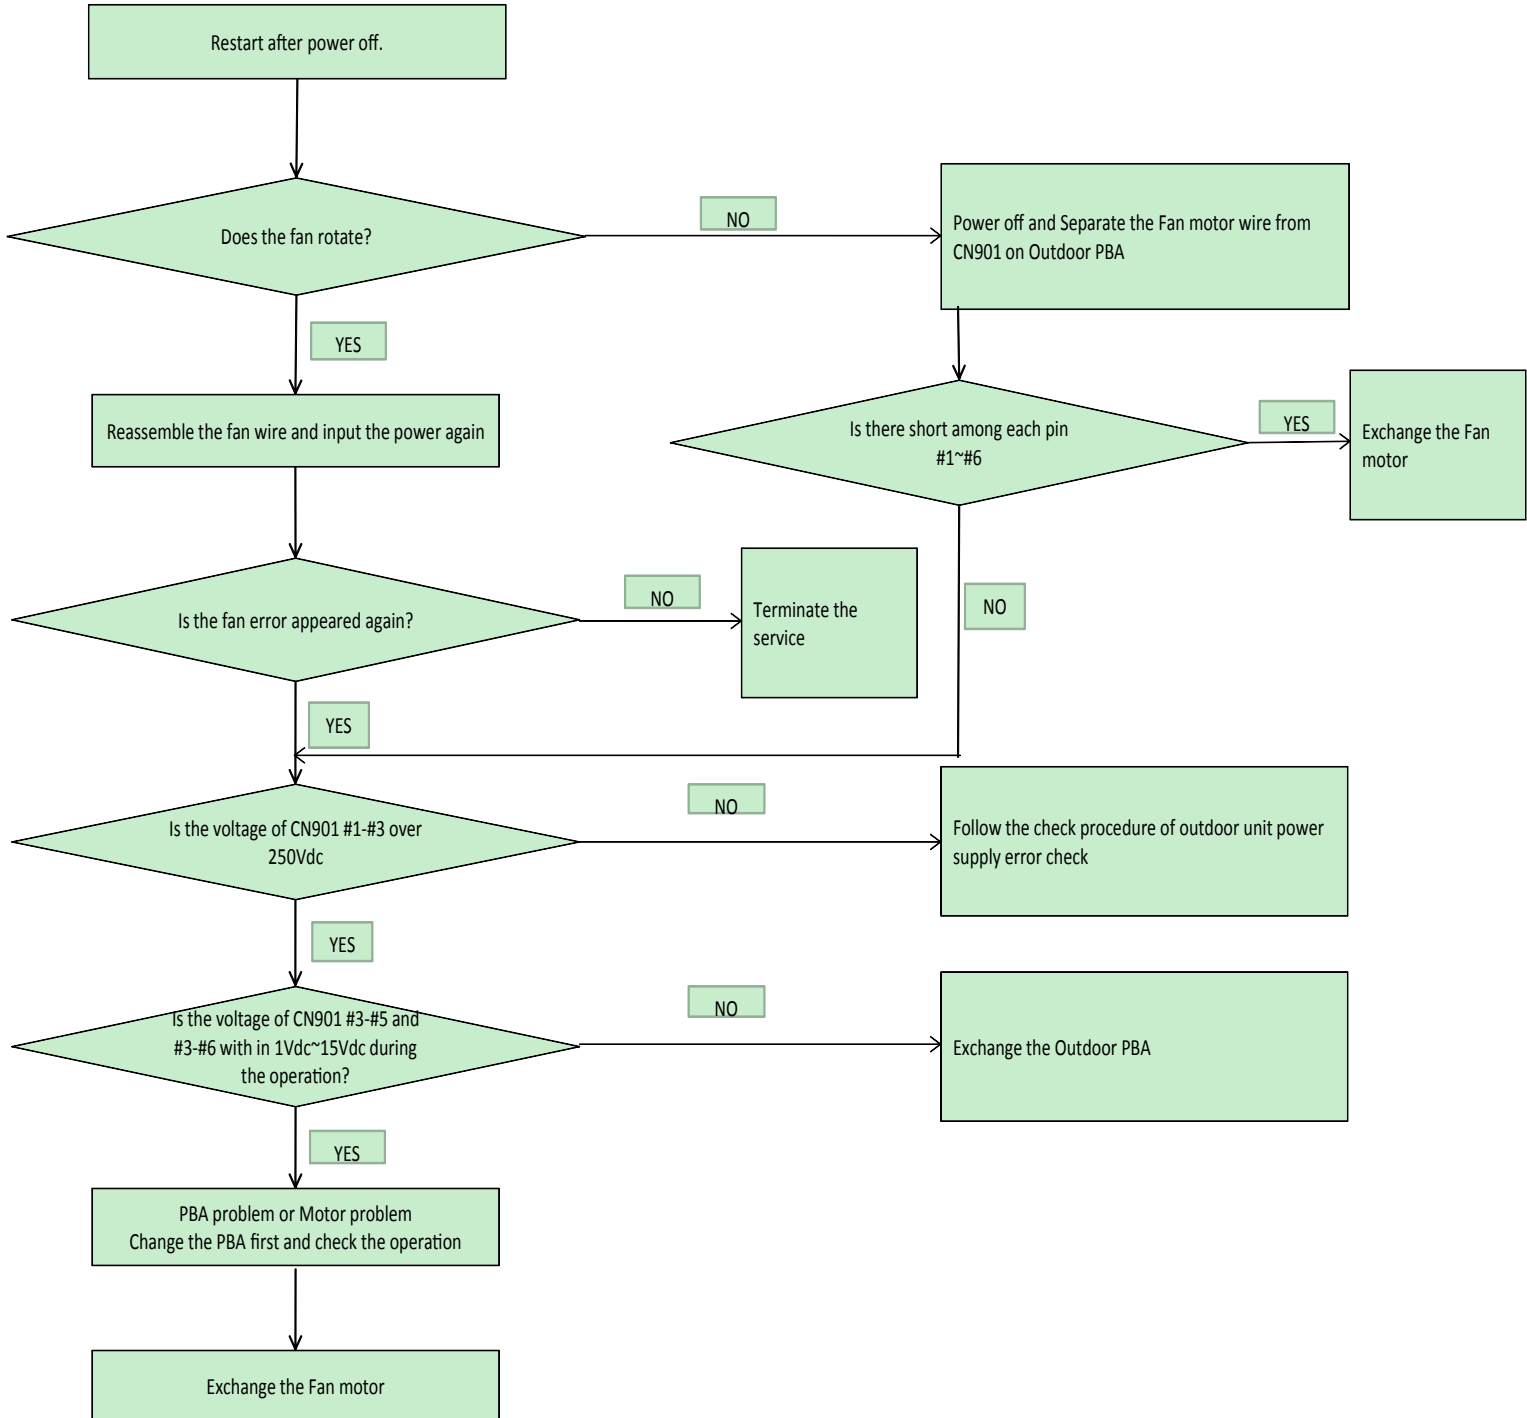 Restart after power off.
Does the fan rotate?
NO
Power off and Separate the Fan motor wire from
CN901 on Outdoor PBA
YES
Reassemble the fan wire and input the power again
Is there short among each pin
#1~#6
YES
Exchange the Fan
motor
Is the fan error appeared again?
NO
Terminate the
service
NO
YES
Is the voltage of CN901 #1-#3 over
250Vdc
NO
Follow the check procedure of outdoor unit power
supply error check
YES
Is the voltage of CN901 #3-#5 and
#3-#6 with in 1Vdc~15Vdc during
the operation?
NO
Exchange the Outdoor PBA
YES
PBA problem or Motor problem
Change the PBA first and check the operation
Exchange the Fan motor